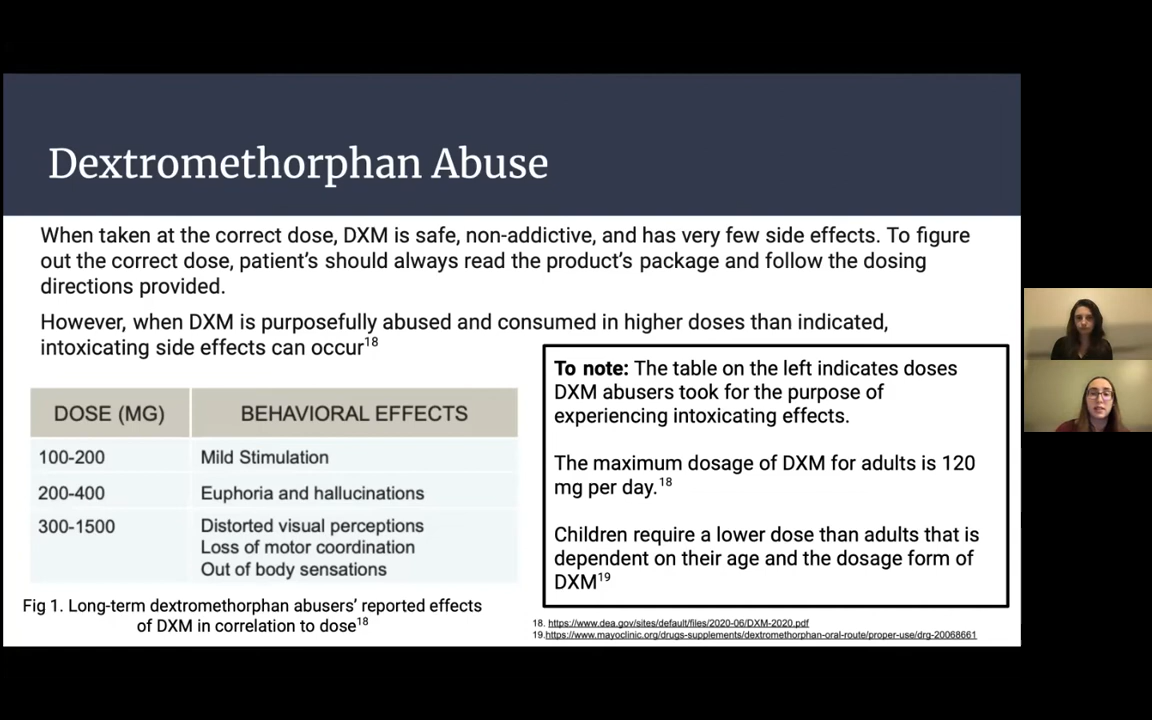 Dextromethorphan Abuse
When taken at the correct dose, DXM is safe, non-addictive, and has very few side effects. To figure
out the correct dose, patient's should always read the product's package and follow the dosing
directions provided.
However, when DXM is purposefully abused and consumed in higher doses than indicated,
intoxicating side effects can occur18
DOSE (MG) BEHAVIORAL EFFECTS
100-200 Mild Stimulation
200-400 Euphoria and hallucinations
300-1500 Distorted visual perceptions
Loss of motor coordination
Out of body sensations
Fig 1. Long-term dextromethorphan abusers' reported effects
of DXM in correlation to dose18
To note: The table on the left indicates doses
DXM abusers took for the purpose of
experiencing intoxicating effects.
The maximum dosage of DXM for adults is 120
mg per day.18
Children require a lower dose than adults that is
dependent on their age and the dosage form of
DXM19
18. https://www.dea.gov/sites/default/files/2020-06/DXM-2020.pdf
19.https://www.mayoclinic.org/drugs-supplements/dextromethorphan-oral-route/proper-use/drg-20068661